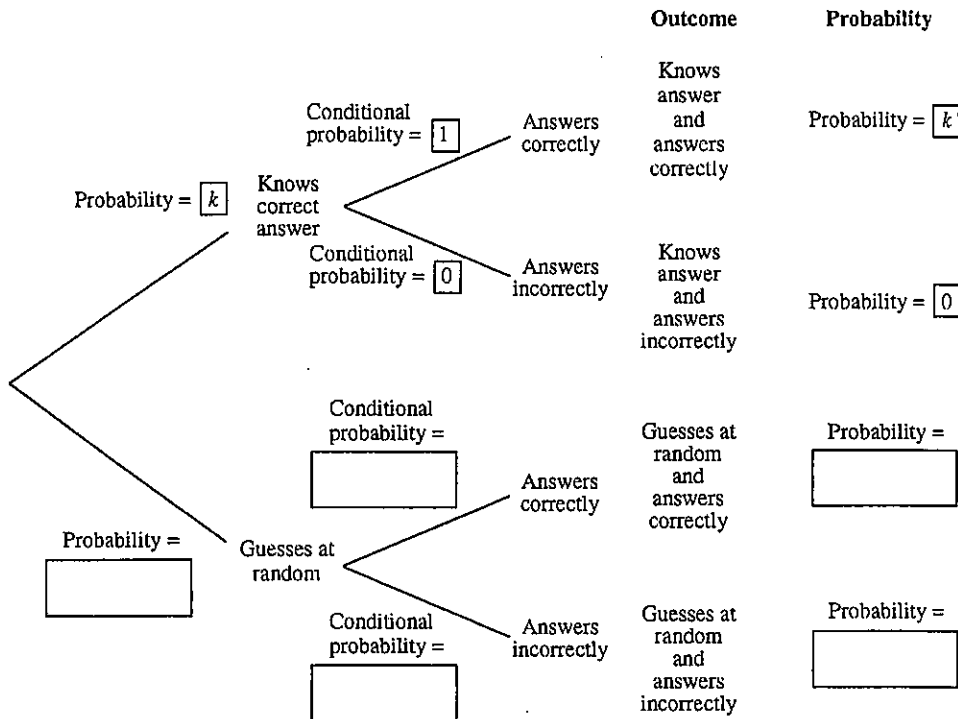 Outcome
Probability
Conditional
probability = 1
Answers
correctly
Knows
answer
and
answers
correctly
Probability = k
Probability = k
Knows
correct
answer
Conditional
probability = 0
Answers
incorrectly
Knows
answer
and
answers
incorrectly
Probability = 0
Conditional
probability =
Answers
correctly
Guesses at
random
and
answers
correctly
Probability =
Probability =
Guesses at
random
Conditional
probability =
Answers
incorrectly
Guesses at
random
and
answers
incorrectly
Probability =